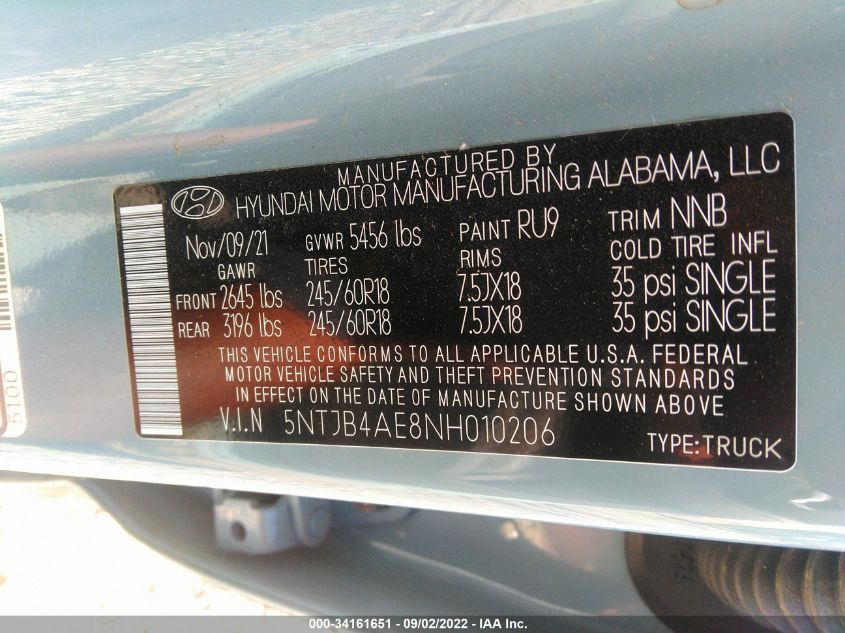 MANUFACTURED BY
HYUNDAI MOTOR MANUFACTURING ALABAMA, LLC
Nov/09/21 GVWR 5456 lbs PAINT RU9 TRIM NNB
GAWR TIRES RIMS COLD TIRE INFL
FRONT 2645 lbs 245/60R18 7.5JX18 35 psi SINGLE
REAR 3196 lbs 245/60R18 7.5JX18 35 psi SINGLE
THIS VEHICLE CONFORMS TO ALL APPLICABLE U.S.A. FEDERAL
MOTOR VEHICLE SAFETY AND THEFT PREVENTION STANDARDS
IN EFFECT ON THE DATE OF MANUFACTURE SHOWN ABOVE
V.I.N 5NTJB4AE8NH010206 TYPE:TRUCK
5100
000-34161651 - 09/02/2022 - IAA Inc.